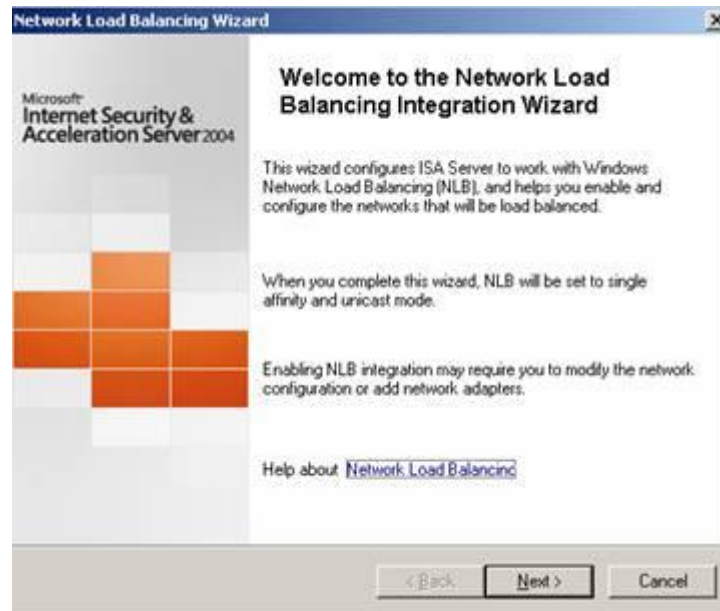 Network Load Balancing Wizard
Microsoft
Internet Security &
Acceleration Server 2004
Welcome to the Network Load
Balancing Integration Wizard
This wizard configures ISA Server to work with Windows
Network Load Balancing (NLB), and helps you enable and
configure the networks that will be load balanced.
When you complete this wizard, NLB will be set to single
affinity and unicast mode.
Enabling NLB integration may require you to modify the network
configuration or add network adapters.
Help about Network Load Balancing
< Back
Next >
Cancel